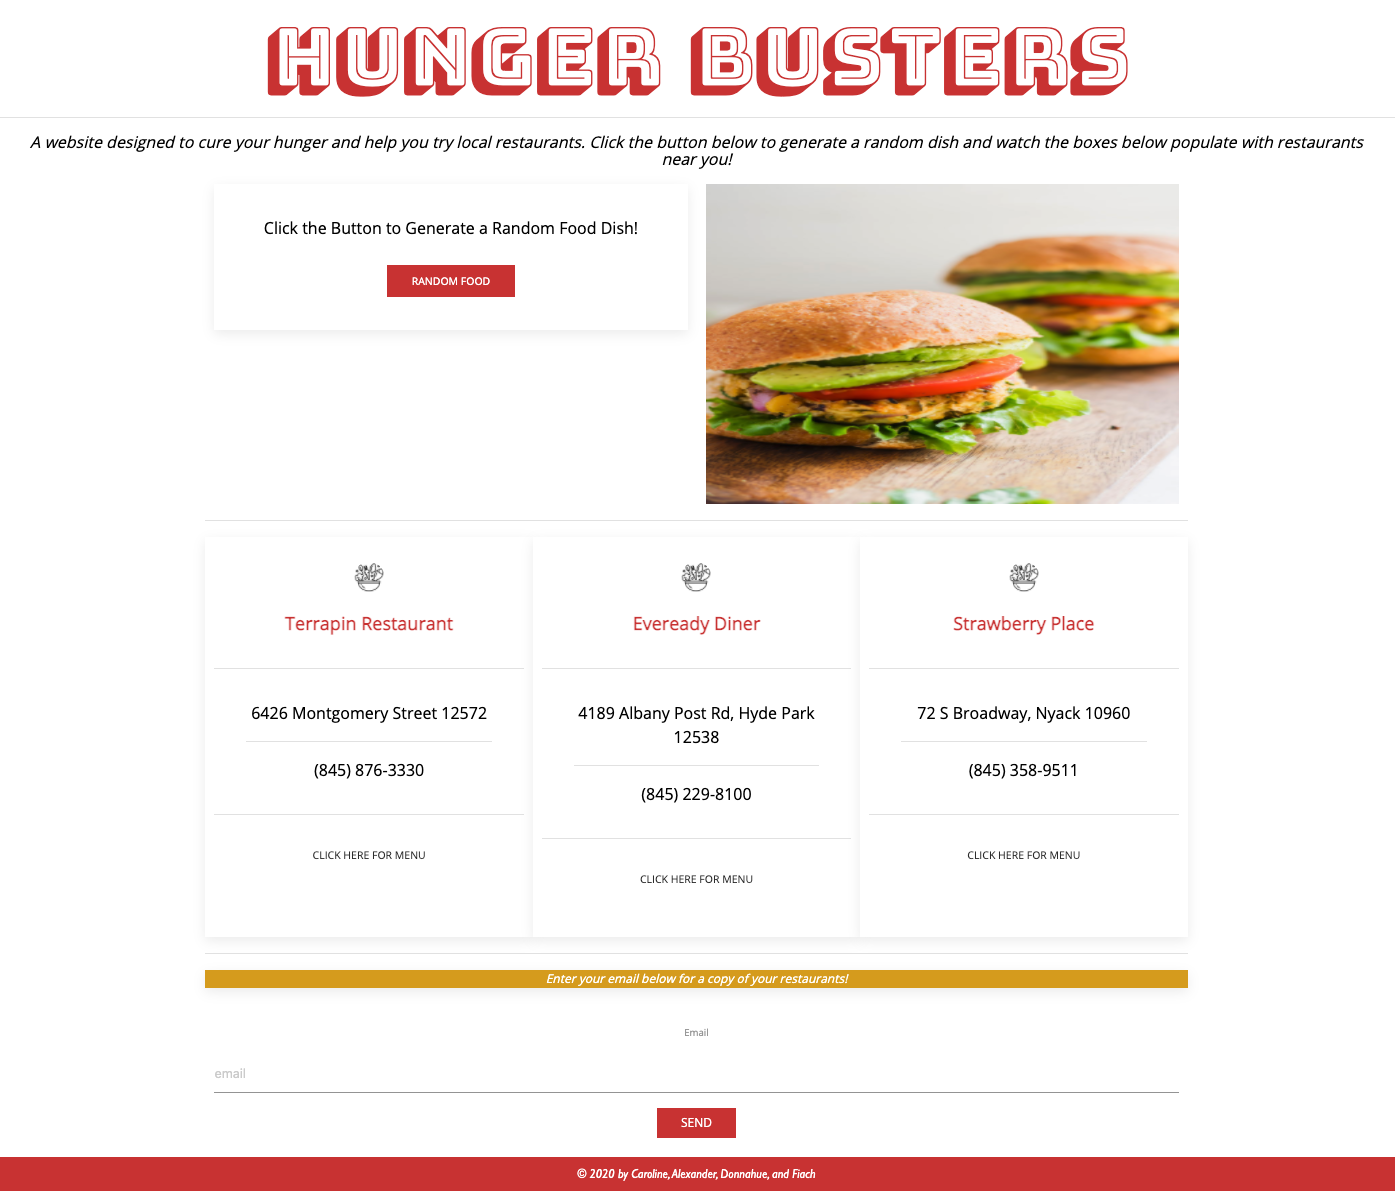 HUNGER BUSTERS
A website designed to cure your hunger and help you try local restaurants. Click the button below to generate a random dish and watch the boxes below populate with restaurants
near you!
Click the Button to Generate a Random Food Dish!
RANDOM FOOD
Terrapin Restaurant
6426 Montgomery Street 12572
(845) 876-3330
CLICK HERE FOR MENU
Eveready Diner
4189 Albany Post Rd, Hyde Park
12538
(845) 229-8100
CLICK HERE FOR MENU
Strawberry Place
72 S Broadway, Nyack 10960
(845) 358-9511
CLICK HERE FOR MENU
Enter your email below for a copy of your restaurants!
Email
email
SEND
© 2020 by Caroline, Alexander, Donnahue, and Fiach